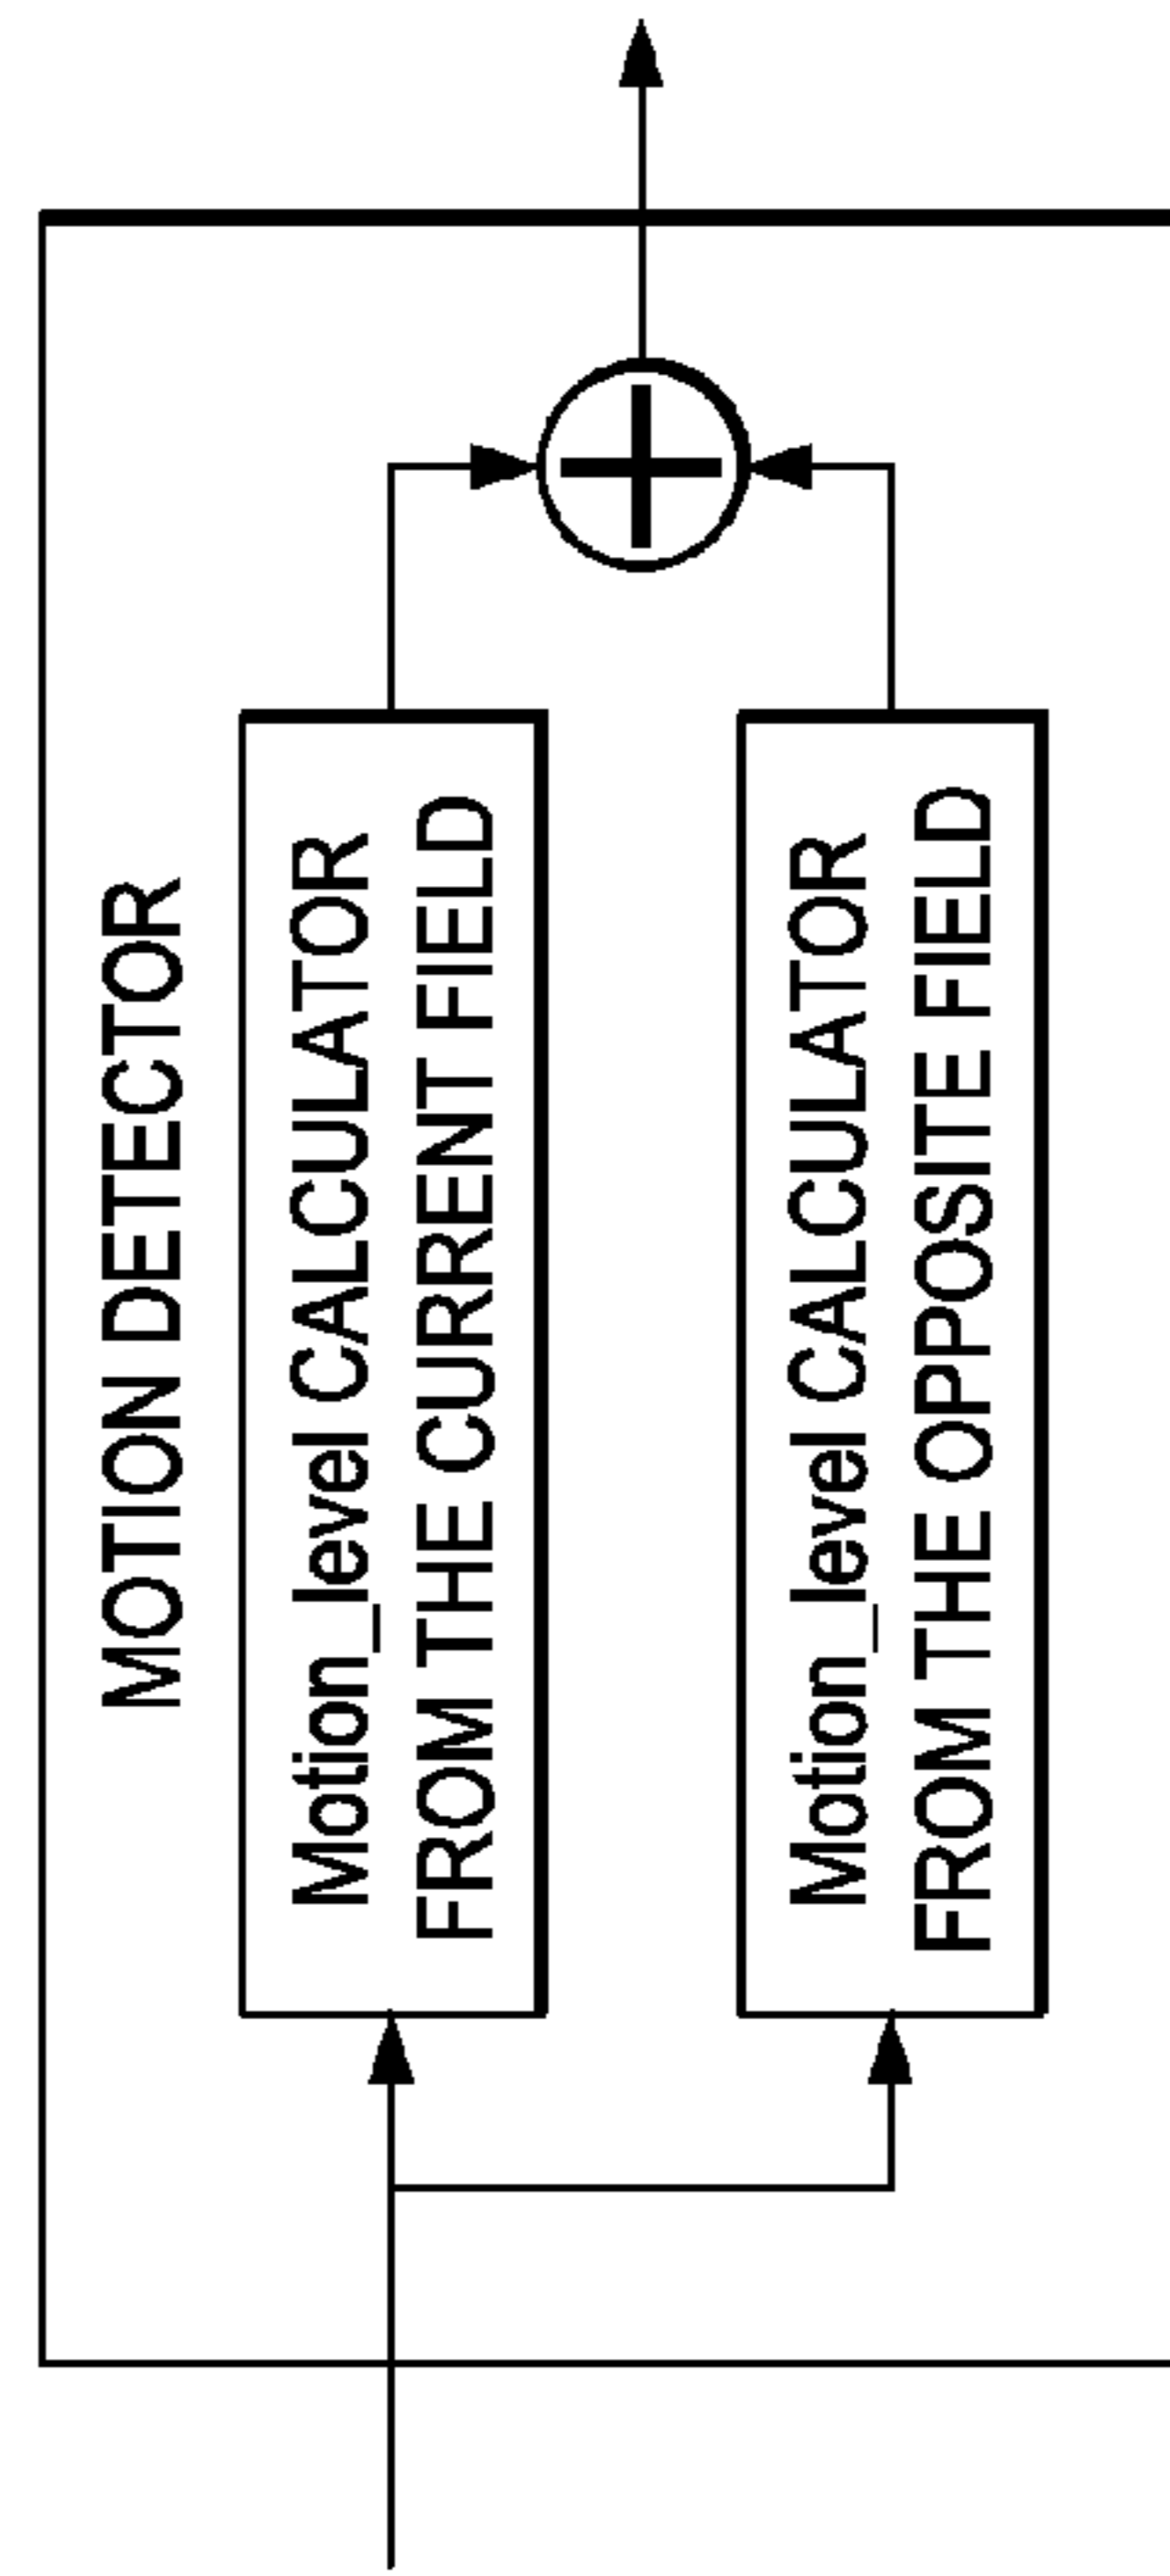 MOTION DETECTOR
Motion_level CALCULATOR
FROM THE CURRENT FIELD
Motion_level CALCULATOR
FROM THE OPPOSITE FIELD